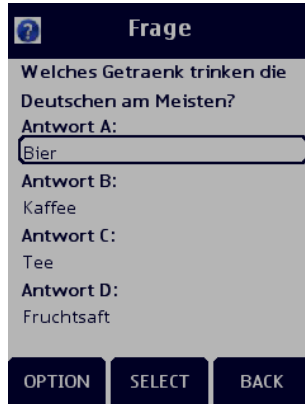 Frage
Welches Getraenk trinken die
Deutschen am Meisten?
Antwort A:
Bier
Antwort B:
Kaffee
Antwort C:
Tee
Antwort D:
Fruchtsaft
OPTION SELECT BACK